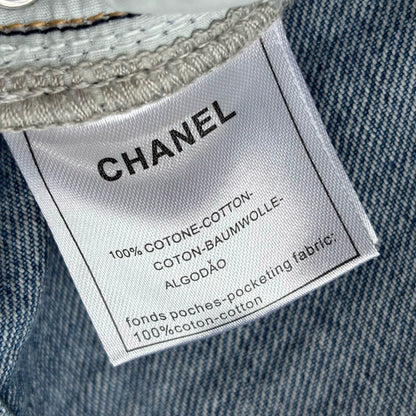 CHANEL
100% COTONE-COTTON-
COTON-BAUMWOLLE-
ALGODÃO
fonds poches-pocketing fabric:
100%coton-cotton